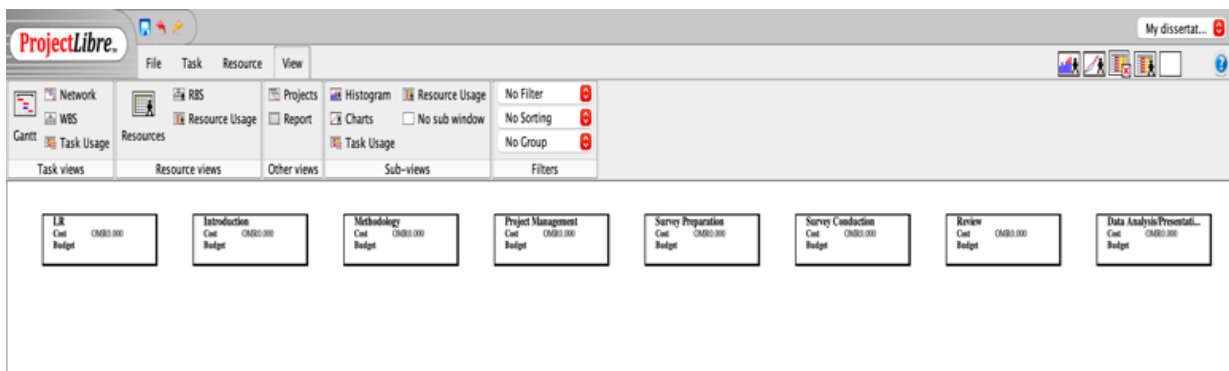 ProjectLibre™
My dissertat...
File Task Resource View
Network
WBS
Gantt
Task Usage
Task views
RBS
Resource Usage
Resources
Resource views
Projects
Report
Other views
Histogram Resource Usage
Charts No sub window
Task Usage
Sub-views
No Filter
No Sorting
No Group
Filters
LR
Cost OMR0.000
Budget
Introduction
Cost OMR0.000
Budget
Methodology
Cost OMR0.000
Budget
Project Management
Cost OMR0.000
Budget
Survey Preparation
Cost OMR0.000
Budget
Survey Conduction
Cost OMR0.000
Budget
Review
Cost OMR0.000
Budget
Data Analysis/Presentati...
Cost OMR0.000
Budget